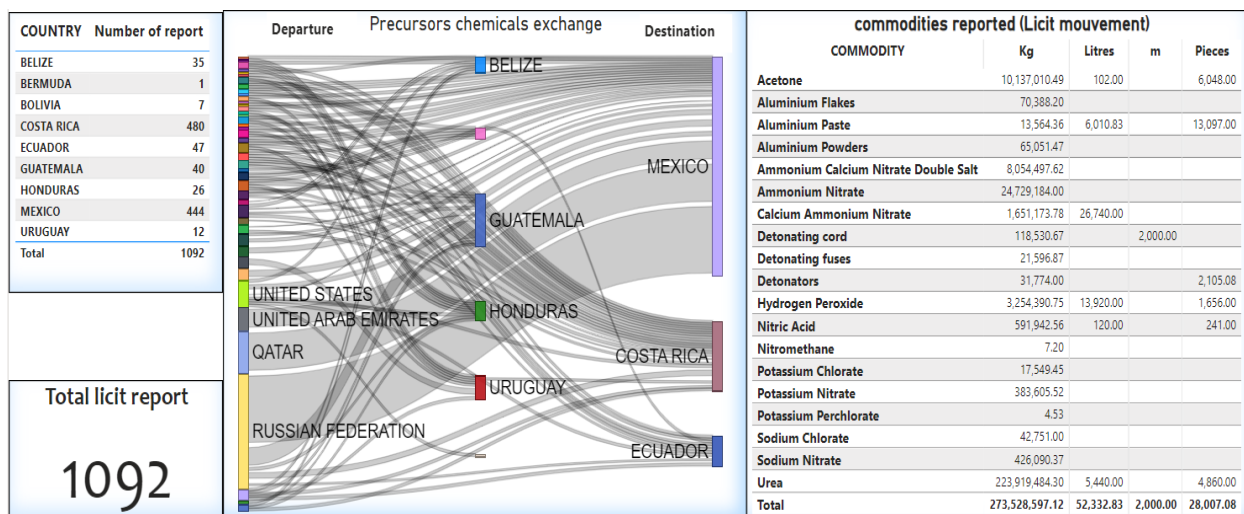 COUNTRY Number of report
BELIZE 35
BERMUDA 1
BOLIVIA 7
COSTA RICA 480
ECUADOR 47
GUATEMALA 40
HONDURAS 26
MEXICO 444
URUGUAY 12
Total 1092
Total licit report
1092
Precursors chemicals exchange
Departure
Destination
BELIZE
MEXICO
GUATEMALA
UNITED STATES
HONDURAS
UNITED ARAB EMIRATES
QATAR
COSTA RICA
URUGUAY
RUSSIAN FEDERATION
ECUADOR
commodities reported (Licit mouvement)
COMMODITY Kg Litres m Pieces
Acetone 10,137,010.49 102.00 6,048.00
Aluminium Flakes 70,388.20
Aluminium Paste 13,564.36 6,010.83 13,097.00
Aluminium Powders 65,051.47
Ammonium Calcium Nitrate Double Salt 8,054,497.62
Ammonium Nitrate 24,729,184.00
Calcium Ammonium Nitrate 1,651,173.78 26,740.00
Detonating cord 118,530.67 2,000.00
Detonating fuses 21,596.87
Detonators 31,774.00 2,105.08
Hydrogen Peroxide 3,254,390.75 13,920.00 1,656.00
Nitric Acid 591,942.56 120.00 241.00
Nitromethane 7.20
Potassium Chlorate 17,549.45
Potassium Nitrate 383,605.52
Potassium Perchlorate 4.53
Sodium Chlorate 42,751.00
Sodium Nitrate 426,090.37
Urea 223,919,484.30 5,440.00 4,860.00
Total 273,528,597.12 52,332.83 2,000.00 28,007.08